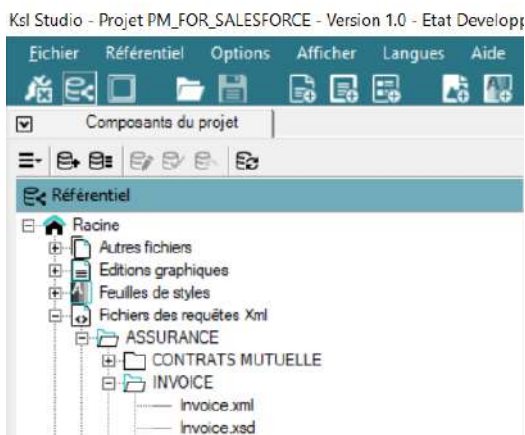 Ksl Studio - Projet PM_FOR_SALESFORCE - Version 1.0 - Etat Develop
Fichier Référentiel Options Afficher Langues Aide
Composants du projet
Référentiel
Racine
Autres fichiers
Editions graphiques
Feuilles de styles
Fichiers des requêtes Xml
ASSURANCE
CONTRATS MUTUELLE
INVOICE
Invoice.xml
Invoice.xsd